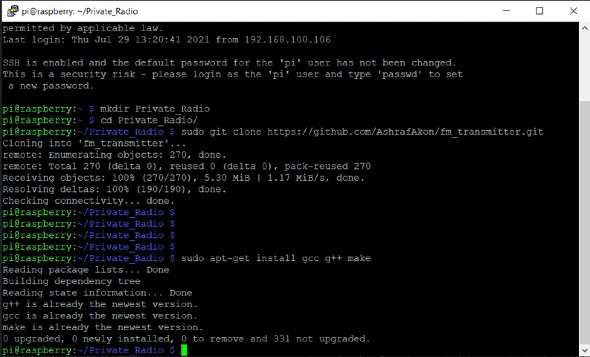 pi@raspberry: ~/Private_Radio
permitted by applicable law.
Last login: Thu Jul 29 13:20:41 2021 from 192.168.100.106
SSH is enabled and the default password for the 'pi' user has not been changed.
This is a security risk - please login as the 'pi' user and type 'passwd' to set
a new password.
pi@raspberry:~ $ mkdir Private_Radio
pi@raspberry:~ $ cd Private_Radio/
pi@raspberry:~/Private_Radio $ sudo git clone https://github.com/AshrafAkon/fm_transmitter.git
Cloning into 'fm_transmitter'...
remote: Enumerating objects: 270, done.
remote: Total 270 (delta 0), reused 0 (delta 0), pack-reused 270
Receiving objects: 100% (270/270), 5.30 MiB | 1.17 MiB/s, done.
Resolving deltas: 100% (190/190), done.
Checking connectivity... done.
pi@raspberry:~/Private_Radio $
pi@raspberry:~/Private_Radio $
pi@raspberry:~/Private_Radio $
pi@raspberry:~/Private_Radio $
pi@raspberry:~/Private_Radio $ sudo apt-get install gcc g++ make
Reading package lists... Done
Building dependency tree
Reading state information... Done
g++ is already the newest version.
gcc is already the newest version.
make is already the newest version.
0 upgraded, 0 newly installed, 0 to remove and 331 not upgraded.
pi@raspberry:~/Private_Radio $